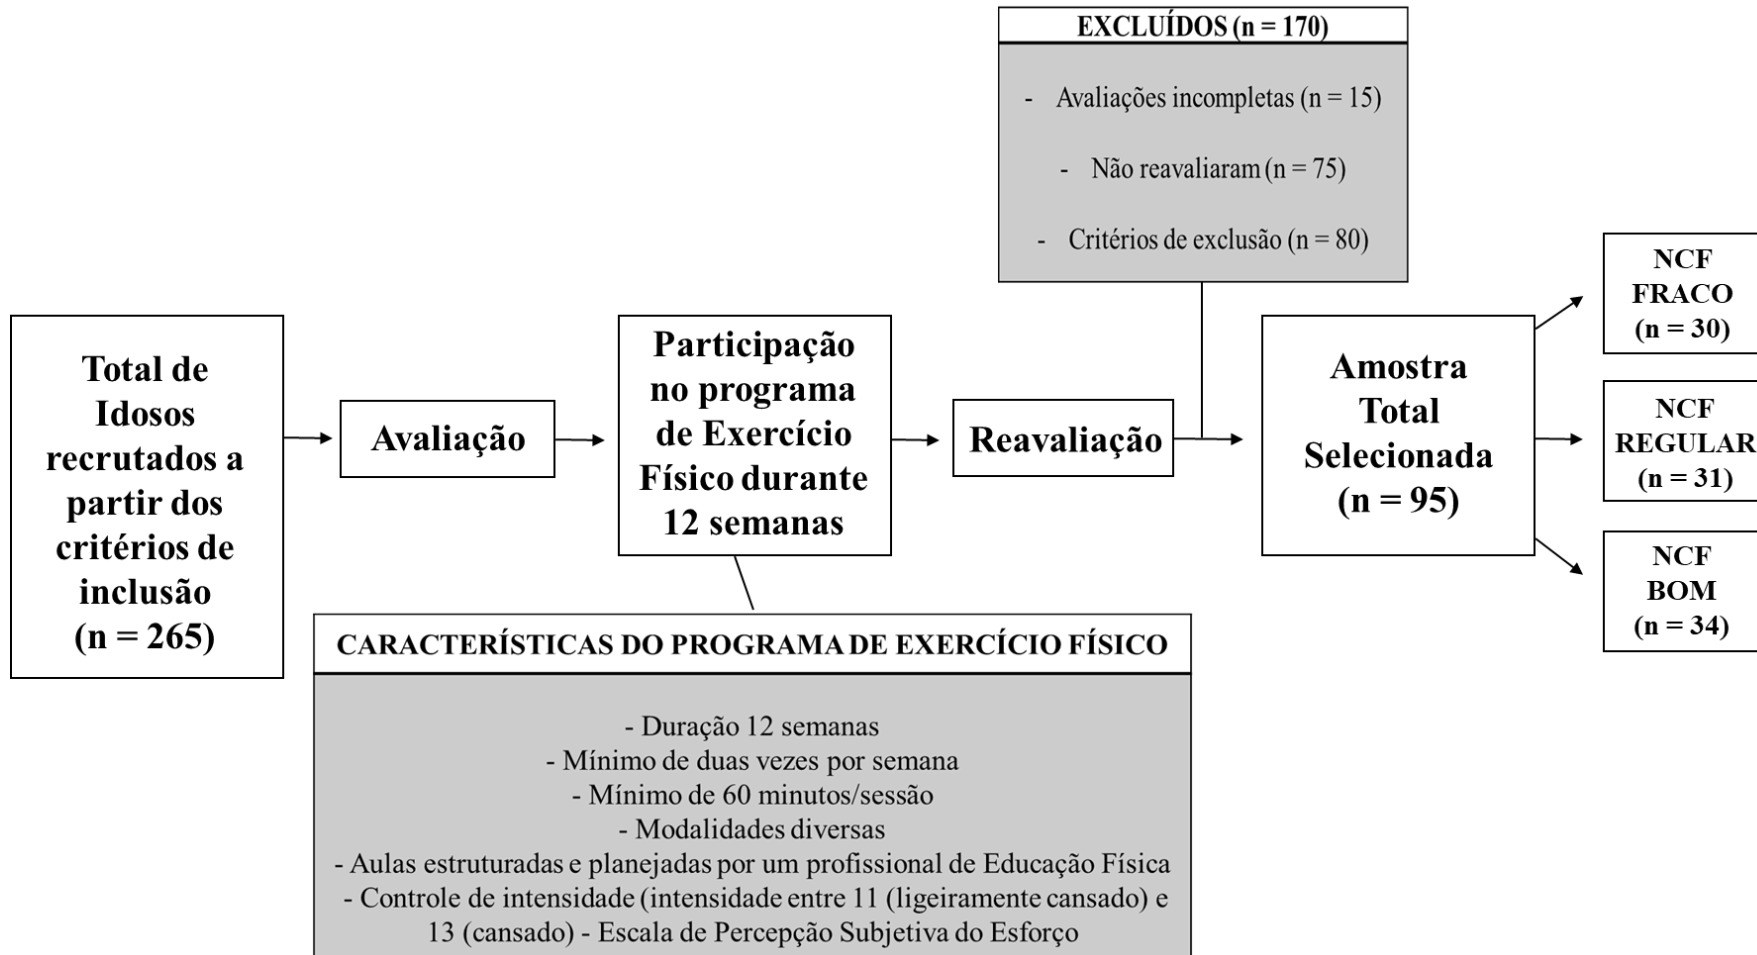 EXCLUÍDOS (n = 170)
- Avaliações incompletas (n = 15)
- Não reavaliaram (n = 75)
- Critérios de exclusão (n = 80)
Total de
Idosos
recrutados a
partir dos
critérios de
inclusão
(n = 265)
Avaliação
Participação
no programa
de Exercício
Físico durante
12 semanas
Reavaliação
Amostra
Total
Selecionada
(n = 95)
NCF
FRACO
(n = 30)
NCF
REGULAR
(n = 31)
NCF
BOM
(n = 34)
CARACTERÍSTICAS DO PROGRAMA DE EXERCÍCIO FÍSICO
- Duração 12 semanas
- Mínimo de duas vezes por semana
- Mínimo de 60 minutos/sessão
- Modalidades diversas
- Aulas estruturadas e planejadas por um profissional de Educação Física
- Controle de intensidade (intensidade entre 11 (ligeiramente cansado) e
13 (cansado) - Escala de Percepção Subjetiva do Esforço